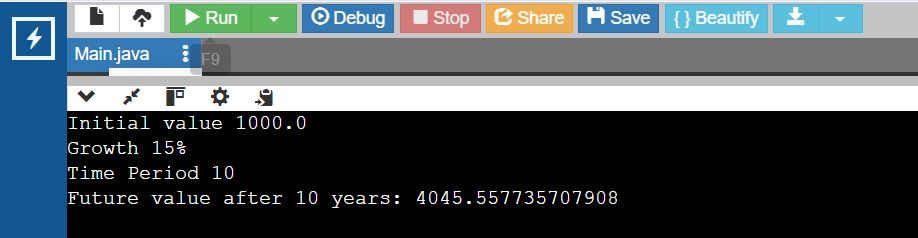 Run Debug Stop Share Save { } Beautify
Main.java
F9
Initial value 1000.0
Growth 15%
Time Period 10
Future value after 10 years: 4045.557735707908